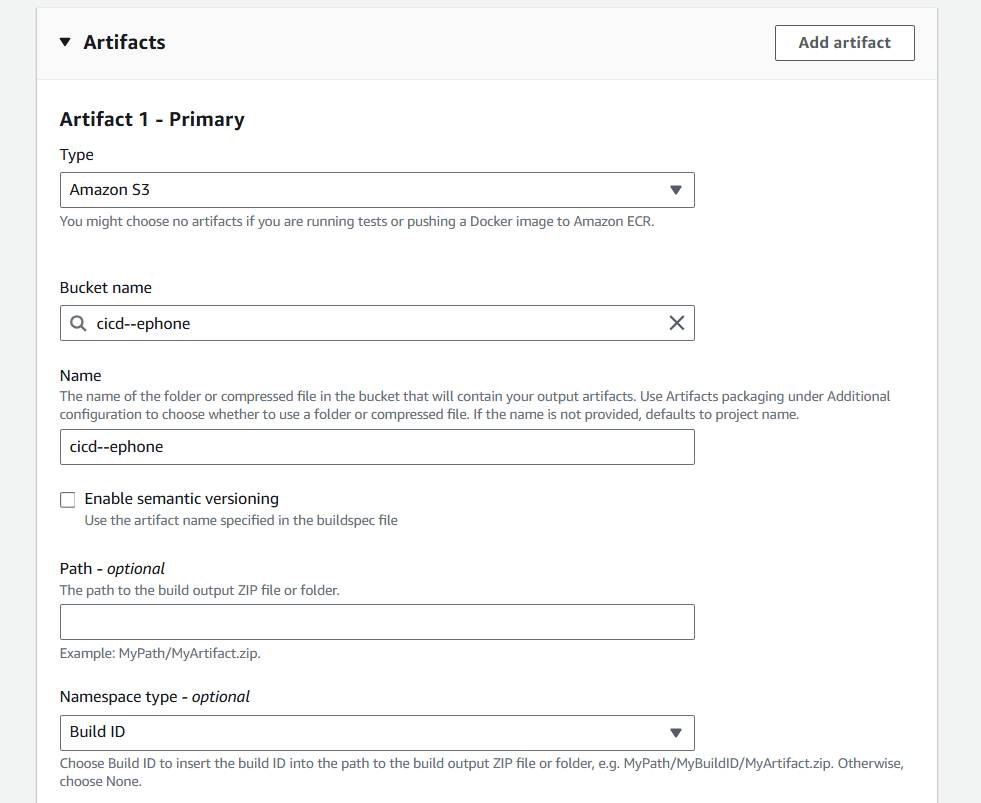 Artifacts
Add artifact
Artifact 1 - Primary
Type
Amazon S3
You might choose no artifacts if you are running tests or pushing a Docker image to Amazon ECR.
Bucket name
cicd--ephone
Name
The name of the folder or compressed file in the bucket that will contain your output artifacts. Use Artifacts packaging under Additional
configuration to choose whether to use a folder or compressed file. If the name is not provided, defaults to project name.
cicd--ephone
Enable semantic versioning
Use the artifact name specified in the buildspec file
Path - optional
The path to the build output ZIP file or folder.
Example: MyPath/MyArtifact.zip.
Namespace type - optional
Build ID
Choose Build ID to insert the build ID into the path to the build output ZIP file or folder, e.g. MyPath/MyBuildID/MyArtifact.zip. Otherwise,
choose None.